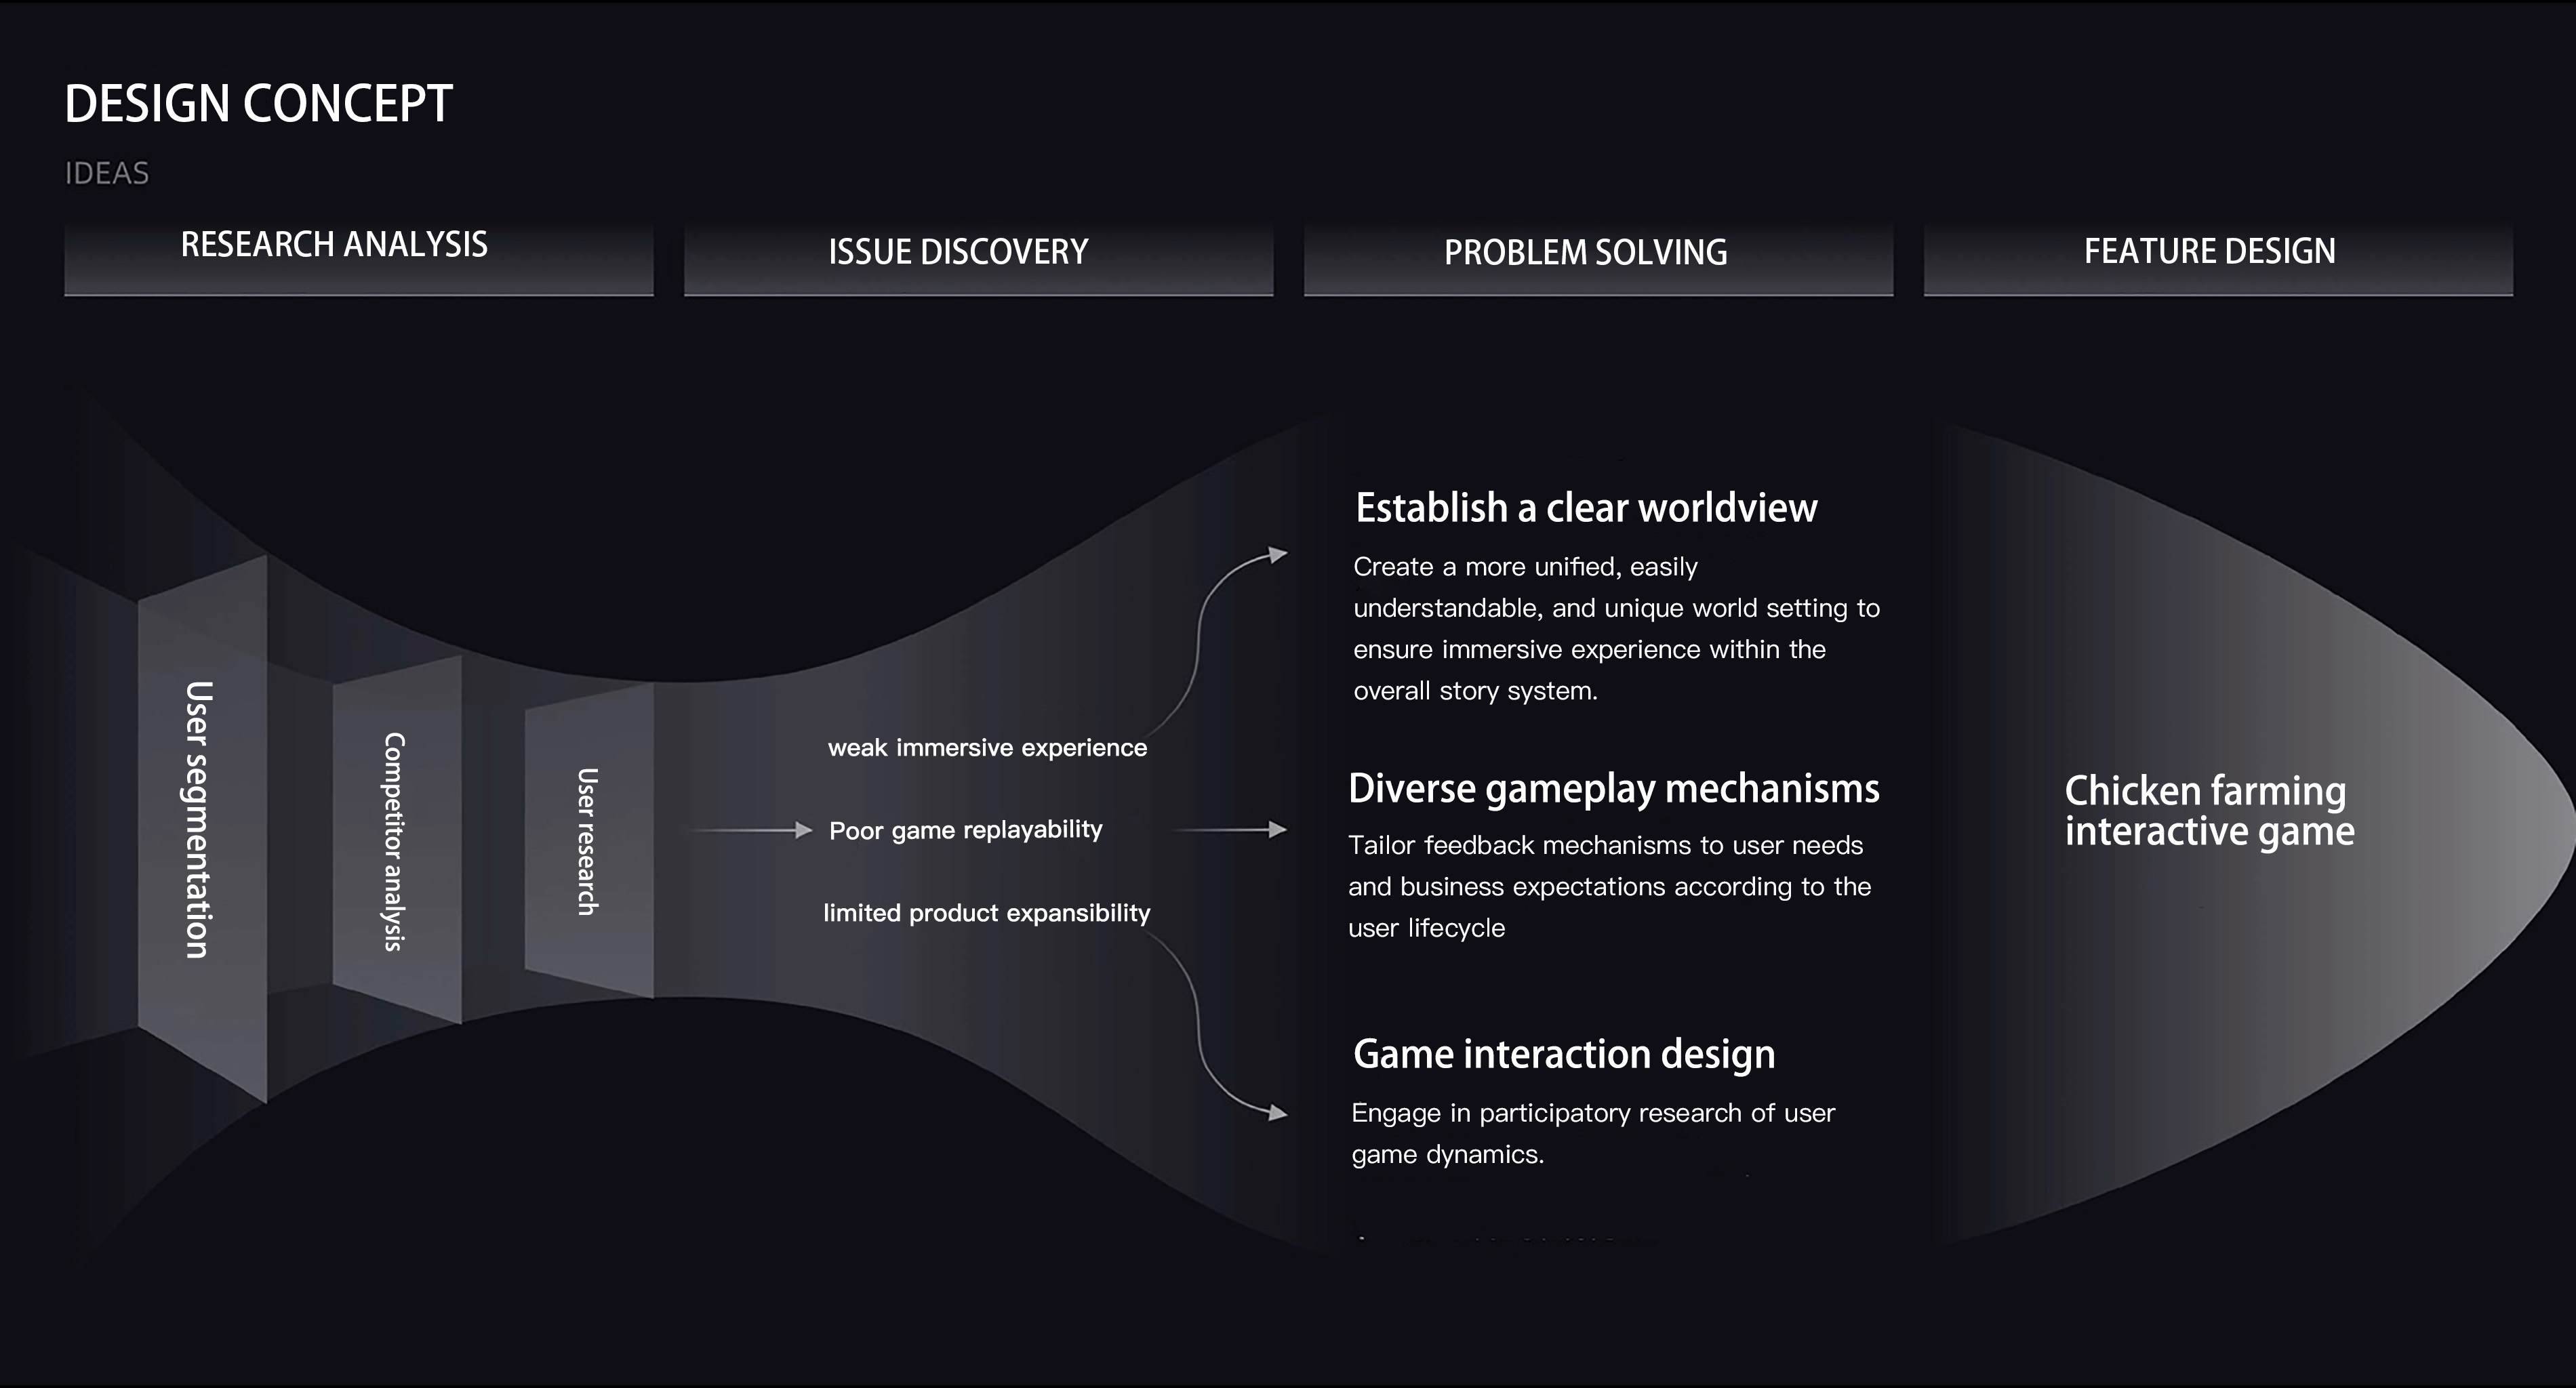 DESIGN CONCEPT
IDEAS
RESEARCH ANALYSIS
ISSUE DISCOVERY
PROBLEM SOLVING
FEATURE DESIGN
User segmentation
Competitor analysis
User research
weak immersive experience
Poor game replayability
limited product expansibility
Establish a clear worldview
Create a more unified, easily
understandable, and unique world setting to
ensure immersive experience within the
overall story system.
Diverse gameplay mechanisms
Tailor feedback mechanisms to user needs
and business expectations according to the
user lifecycle
Game interaction design
Engage in participatory research of user
game dynamics.
Chicken farming
interactive game